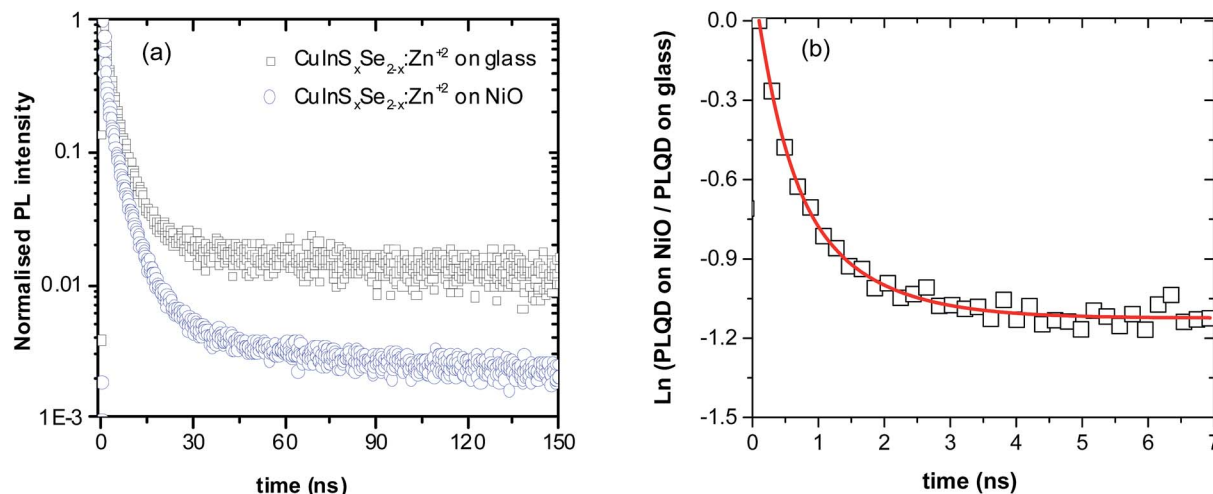 (a)
CuInSxSe2-x:Zn+2 on glass
CuInSxSe2-x:Zn+2 on NiO
Normalised PL intensity
1
0.1
0.01
1E-3
0 30 60 90 120 150
time (ns)
(b)
Ln (PLQD on NiO / PLQD on glass)
0.0
-0.3
-0.6
-0.9
-1.2
-1.5
0 1 2 3 4 5 6 7
time (ns)